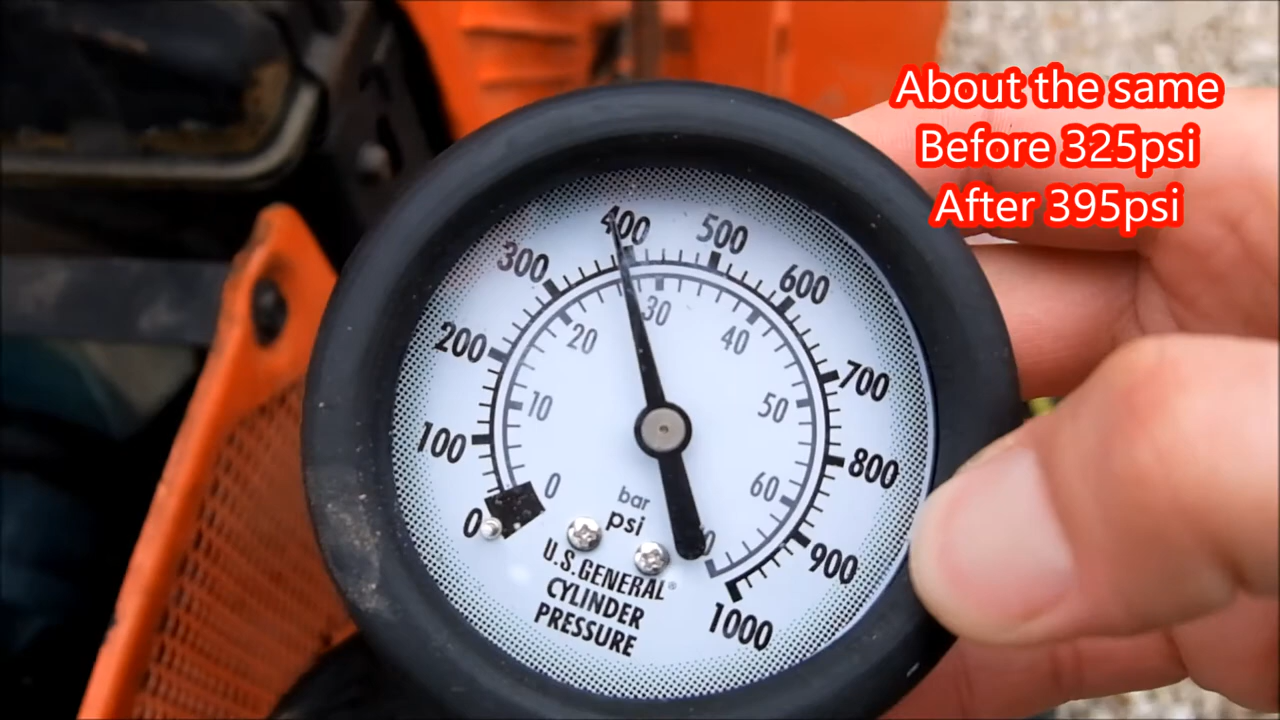 About the same
Before 325psi
After 395psi
400
500
300
600
200
700
100
800
0
900
1000
30
20
40
10
50
0
60
bar
psi
U.S.GENERAL®
CYLINDER
PRESSURE